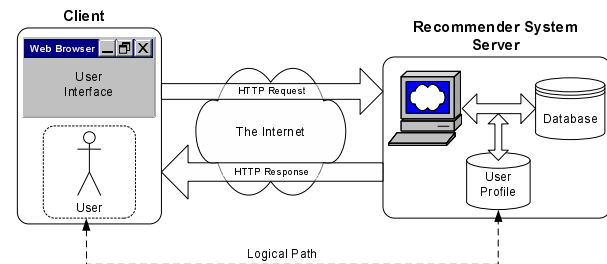 Client
Web Browser
User
Interface
User
HTTP Request
The Internet
HTTP Response
Recommender System
Server
Database
User
Profile
Logical Path